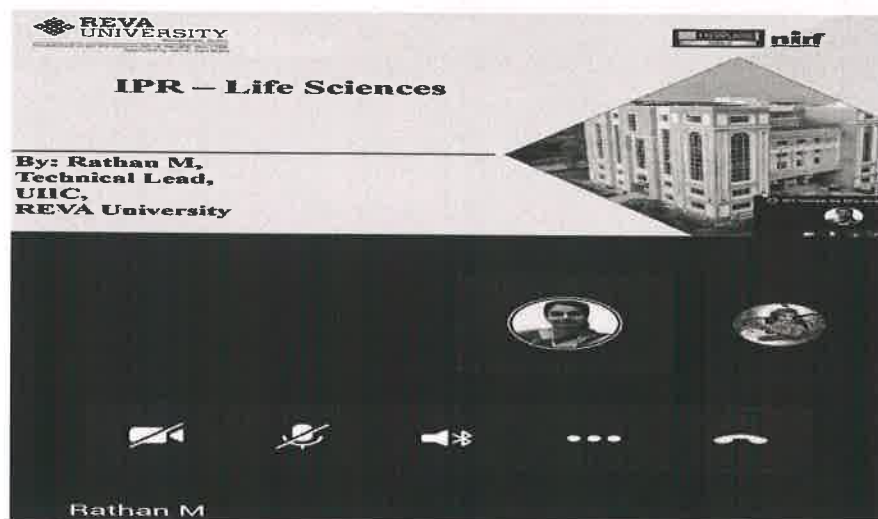 REVA
UNIVERSITY
nirf
IPR – Life Sciences
By: Rathan M,
Technical Lead,
UIIC,
REVA University
Rathan M